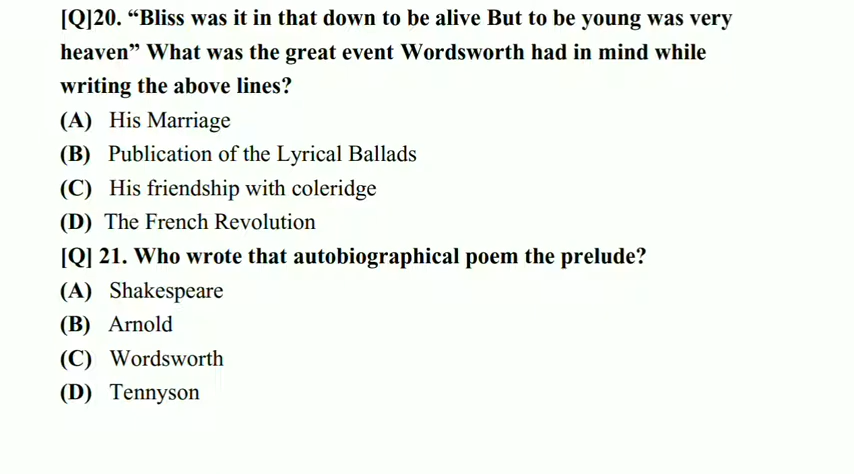 [Q]20. “Bliss was it in that down to be alive But to be young was very
heaven” What was the great event Wordsworth had in mind while
writing the above lines?
(A) His Marriage
(B) Publication of the Lyrical Ballads
(C) His friendship with coleridge
(D) The French Revolution
[Q] 21. Who wrote that autobiographical poem the prelude?
(A) Shakespeare
(B) Arnold
(C) Wordsworth
(D) Tennyson